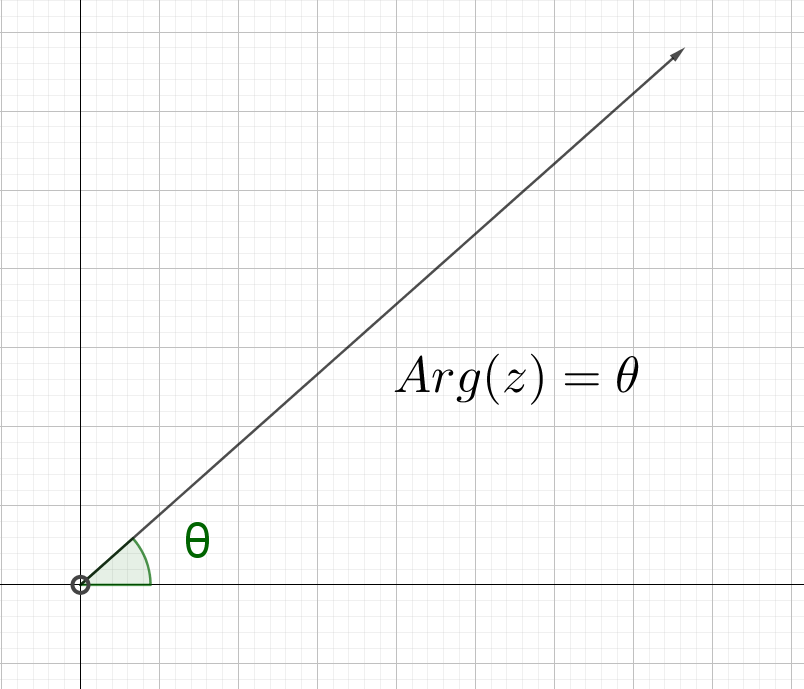 Arg(z) = θ
θ